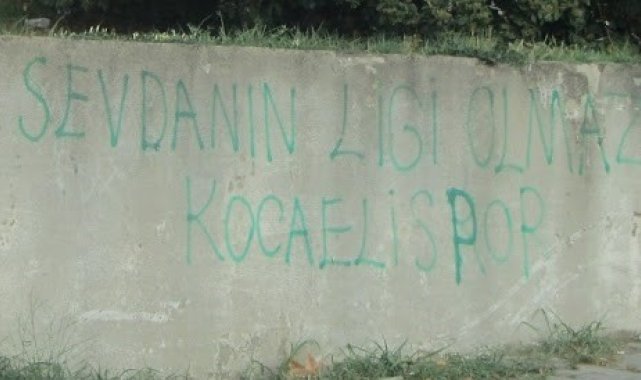 SEVDANIN LiGi OLMAZ
KOCAELiSPOR